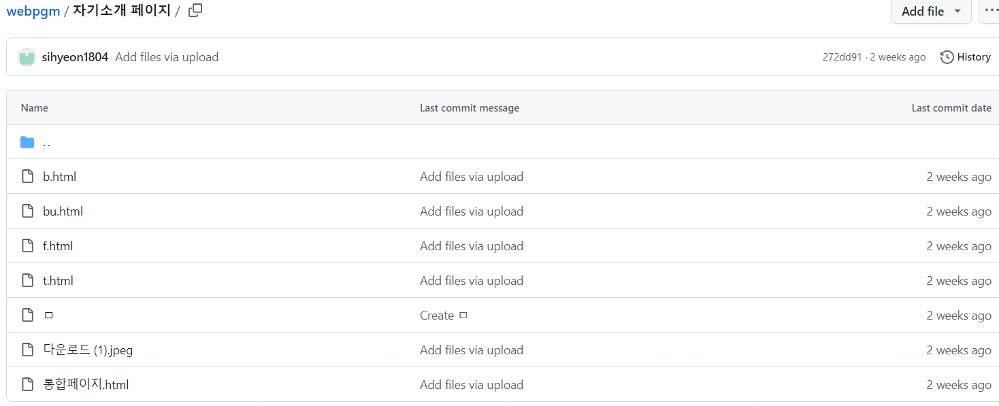 webpgm / 자기소개 페이지 /
Add file
sihyeon1804 Add files via upload 272dd91 · 2 weeks ago History
Name Last commit message Last commit date
..
b.html Add files via upload 2 weeks ago
bu.html Add files via upload 2 weeks ago
f.html Add files via upload 2 weeks ago
t.html Add files via upload 2 weeks ago
ㅁ Create ㅁ 2 weeks ago
다운로드 (1).jpeg Add files via upload 2 weeks ago
통합페이지.html Add files via upload 2 weeks ago